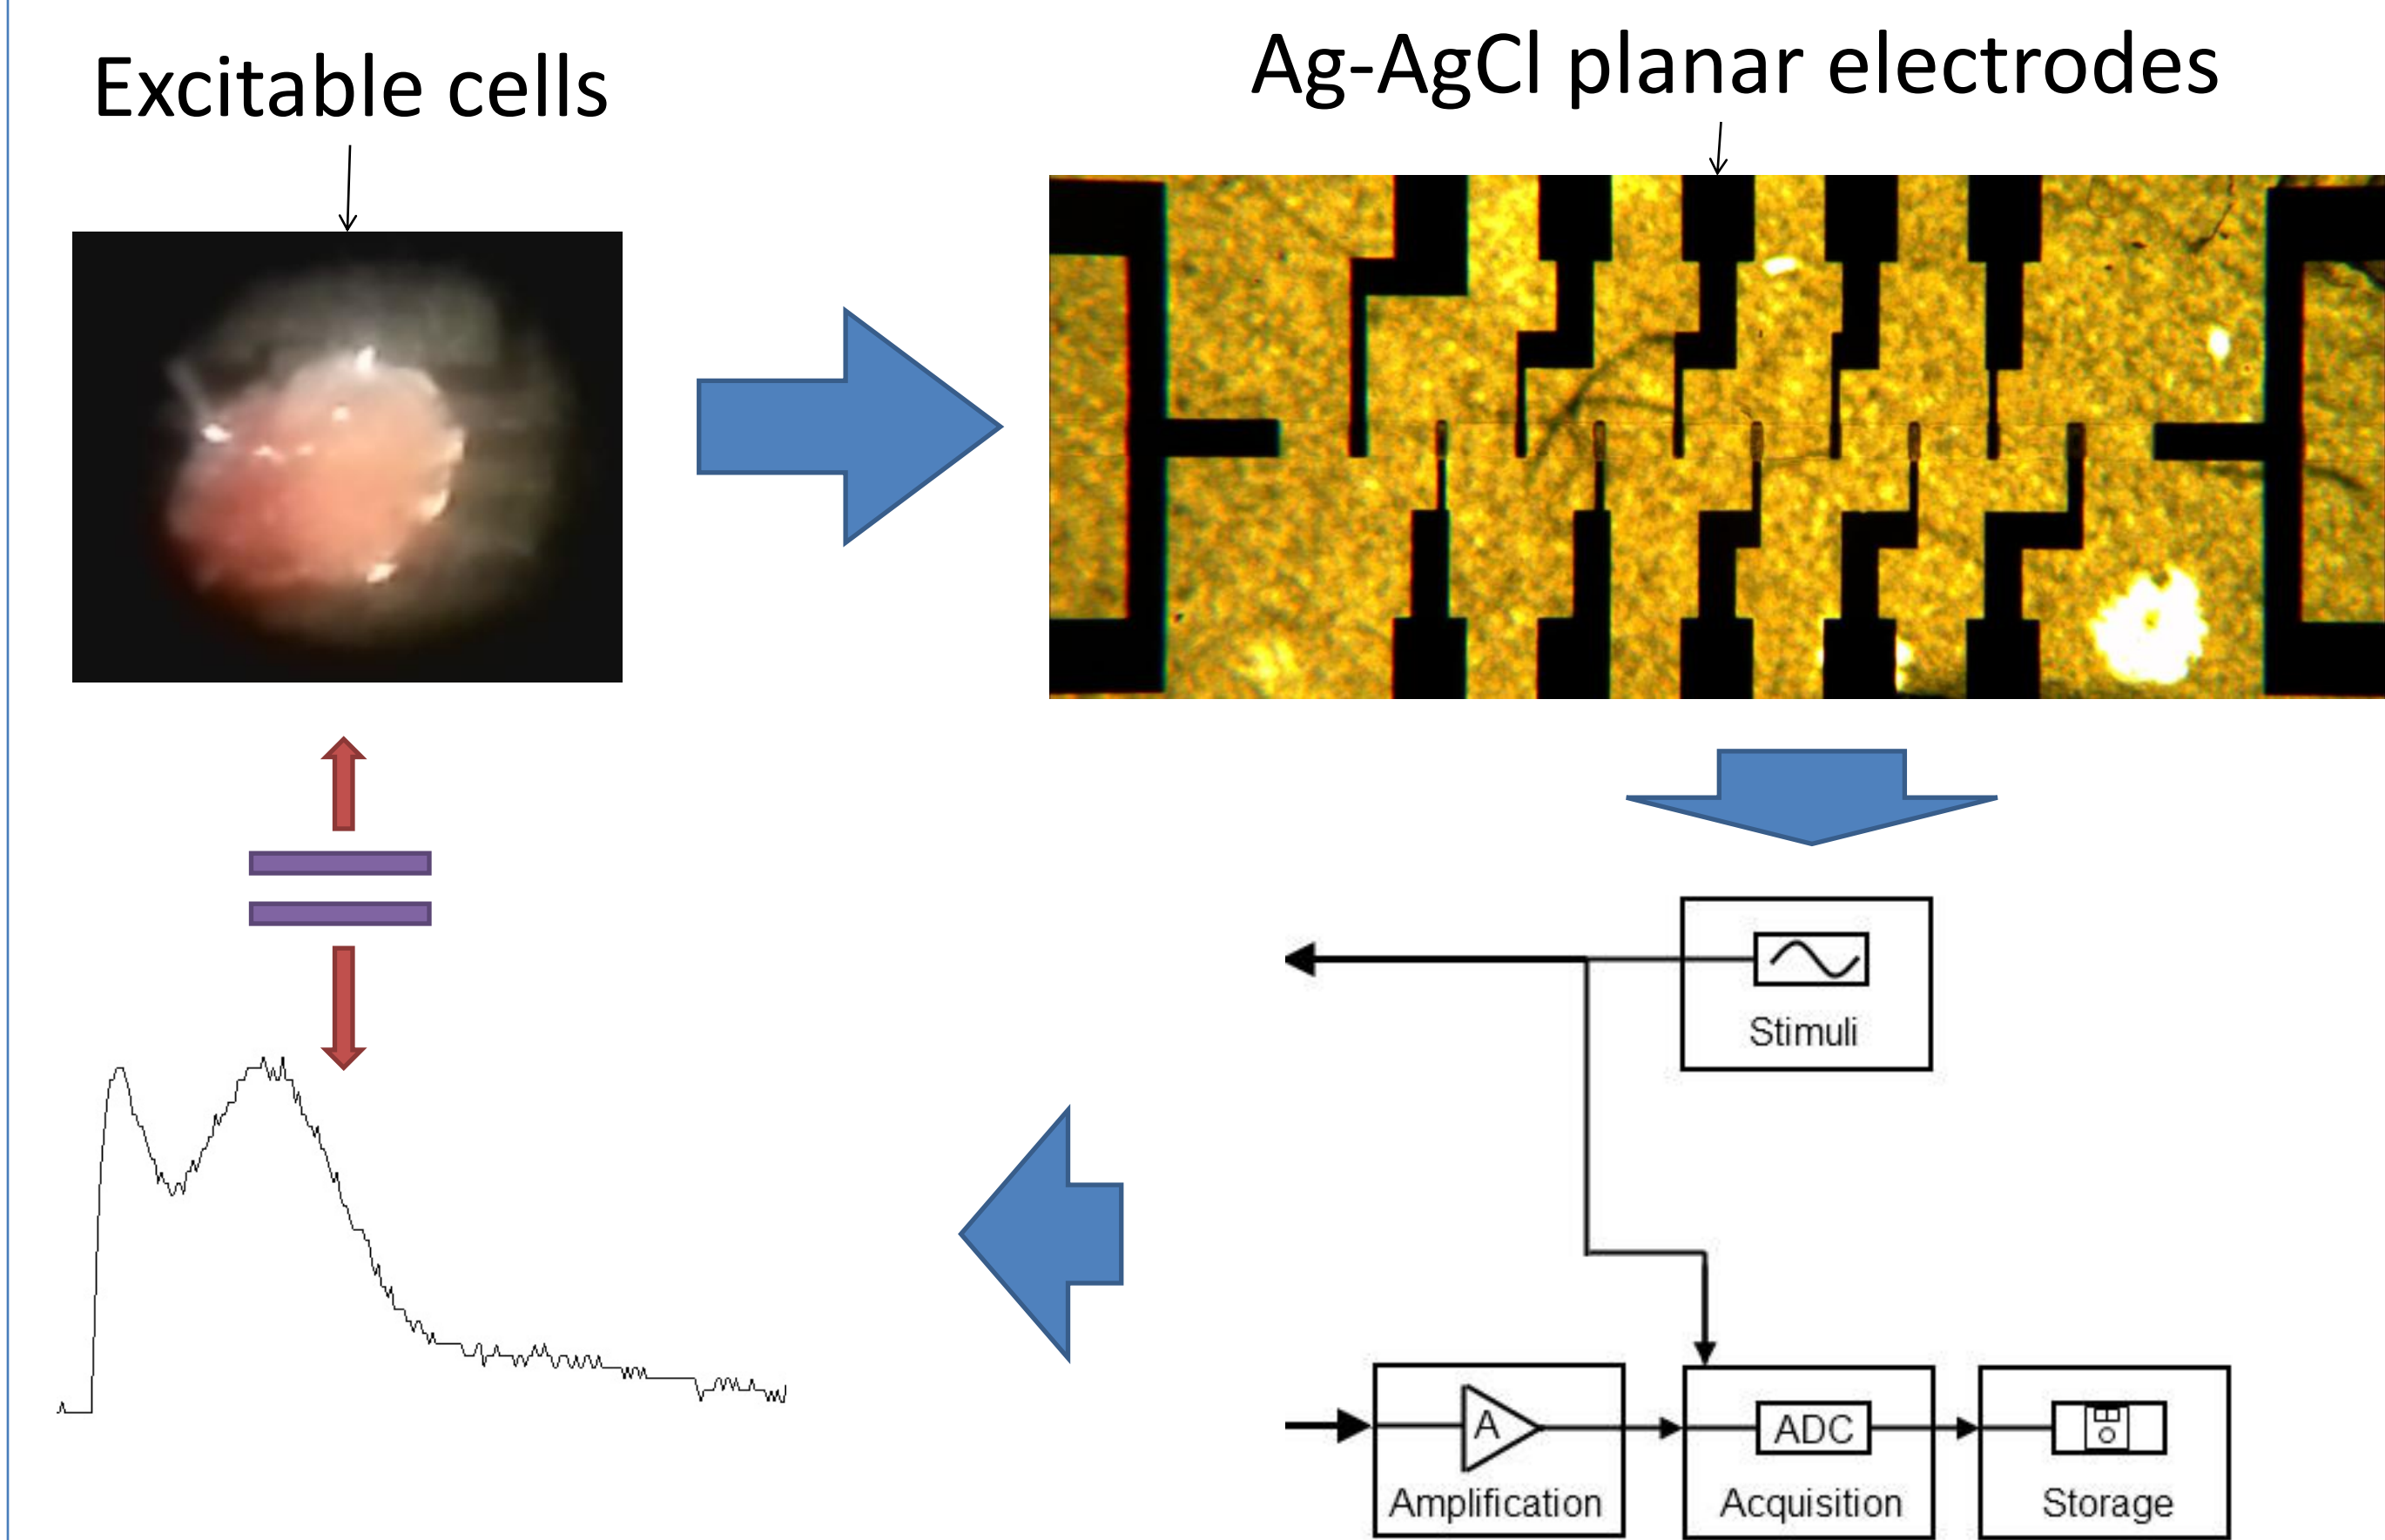 Excitable cells
Ag-AgCl planar electrodes
Stimuli
A
Amplification
ADC
Acquisition
Storage